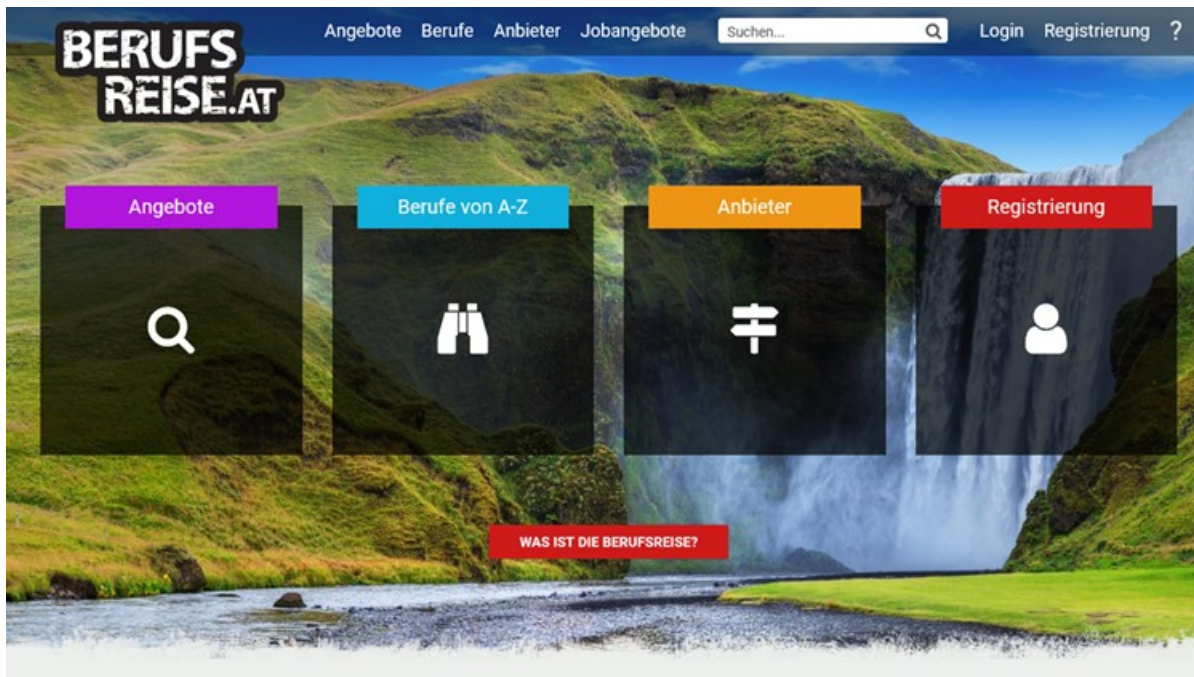 BERUFS
REISE.AT
Angebote Berufe Anbieter Jobangebote Suchen... Login Registrierung ?
Angebote
Berufe von A-Z
Anbieter
Registrierung
WAS IST DIE BERUFSREISE?